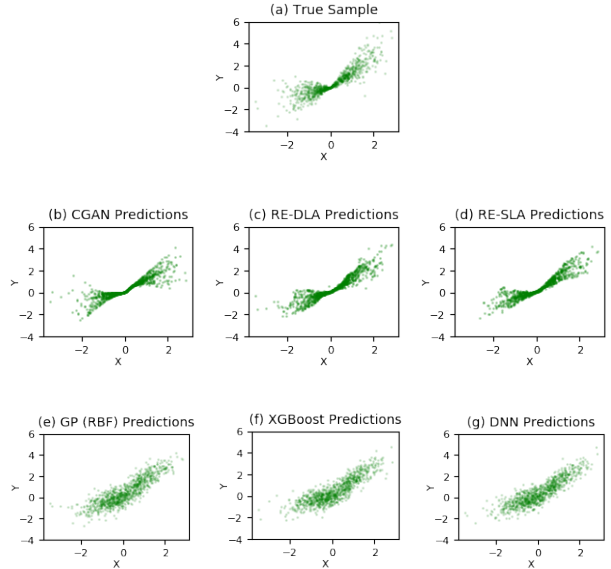 (a) True Sample
6
4
2
0
−2
−4
Y
−2 0 2
X
(b) CGAN Predictions
6
4
2
0
−2
−4
Y
−2 0 2
X
(c) RE-DLA Predictions
6
4
2
0
−2
−4
Y
−2 0 2
X
(d) RE-SLA Predictions
6
4
2
0
−2
−4
Y
−2 0 2
X
(e) GP (RBF) Predictions
6
4
2
0
−2
−4
Y
−2 0 2
X
(f) XGBoost Predictions
6
4
2
0
−2
−4
Y
−2 0 2
X
(g) DNN Predictions
6
4
2
0
−2
−4
Y
−2 0 2
X